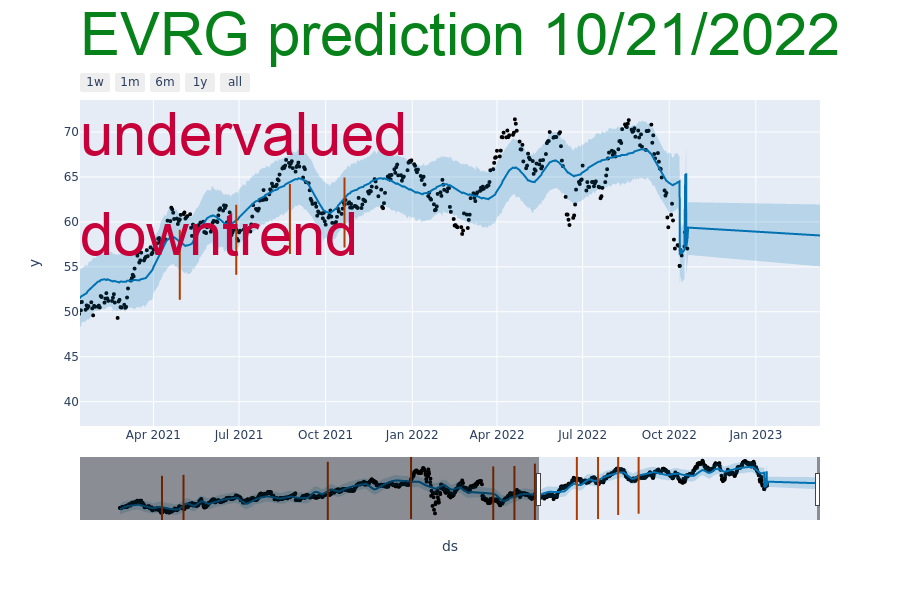 EVRG prediction 10/21/2022
1w 1m 6m 1y all
undervalued
downtrend
70
65
60
55
50
45
40
y
Apr 2021 Jul 2021 Oct 2021 Jan 2022 Apr 2022 Jul 2022 Oct 2022 Jan 2023
ds